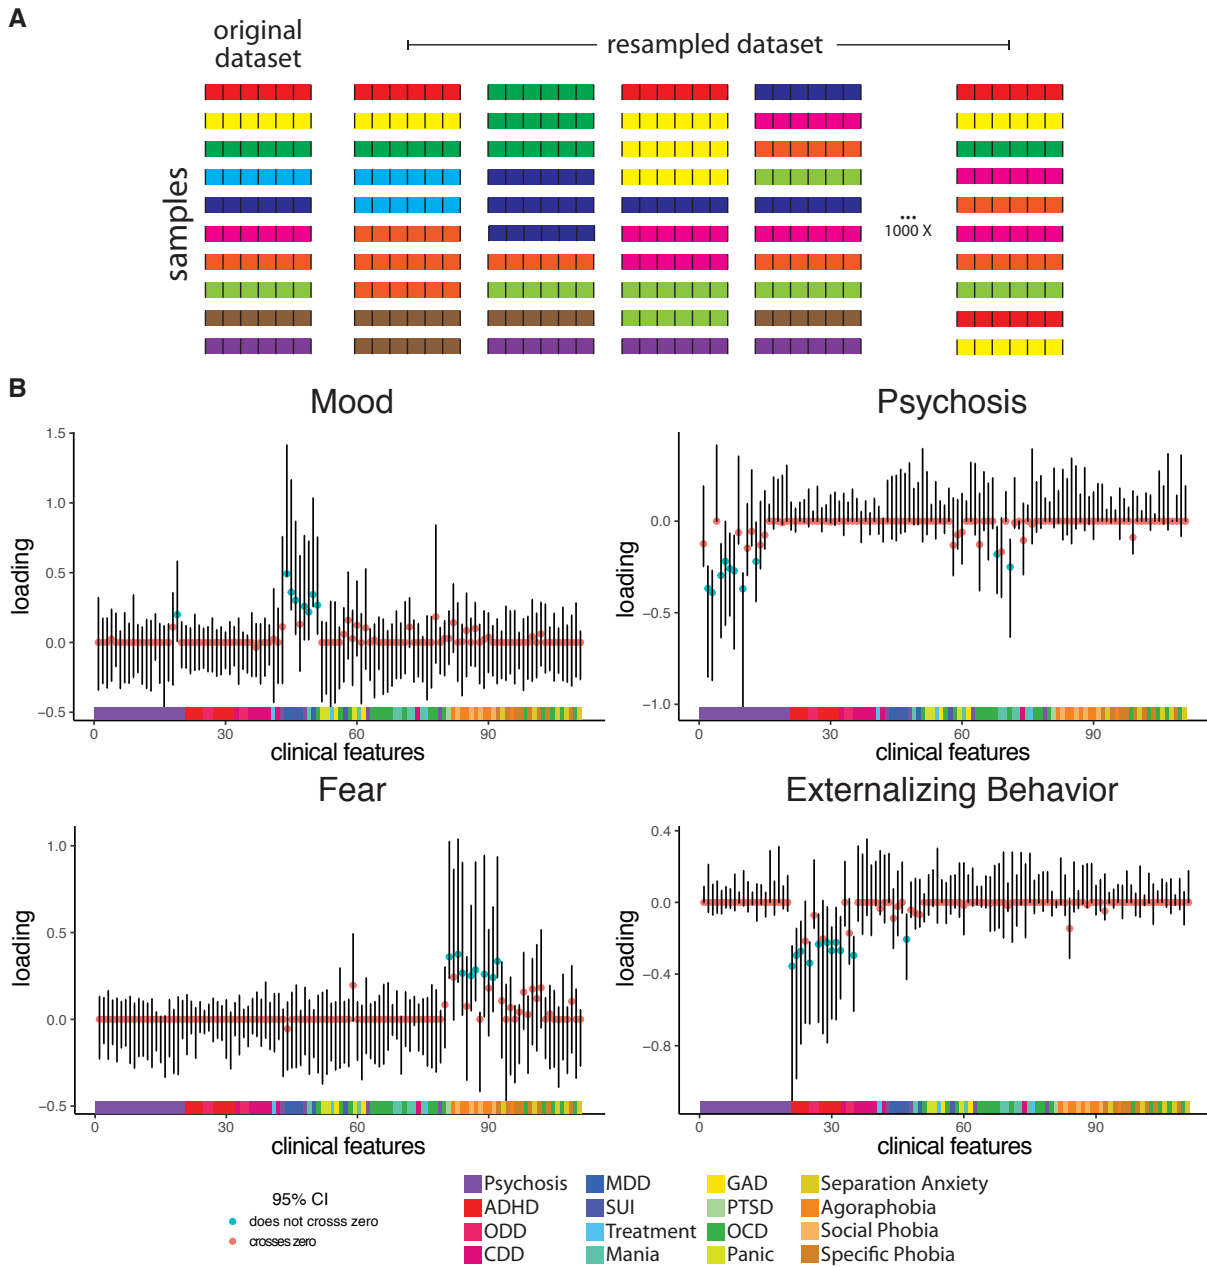 A
original
dataset
resampled dataset
samples
...
1000 X
B
Mood
Psychosis
1.5
1.0
0.5
0.0
−0.5
loading
0
30
60
90
clinical features
0.0
−0.5
−1.0
loading
0
30
60
90
clinical features
Fear
Externalizing Behavior
1.0
0.5
0.0
−0.5
loading
0
30
60
90
clinical features
0.4
0.0
−0.4
−0.8
loading
0
30
60
90
clinical features
95% CI
does not crosss zero
crosses zero
Psychosis
ADHD
ODD
CDD
MDD
SUI
Treatment
Mania
GAD
PTSD
OCD
Panic
Separation Anxiety
Agoraphobia
Social Phobia
Specific Phobia